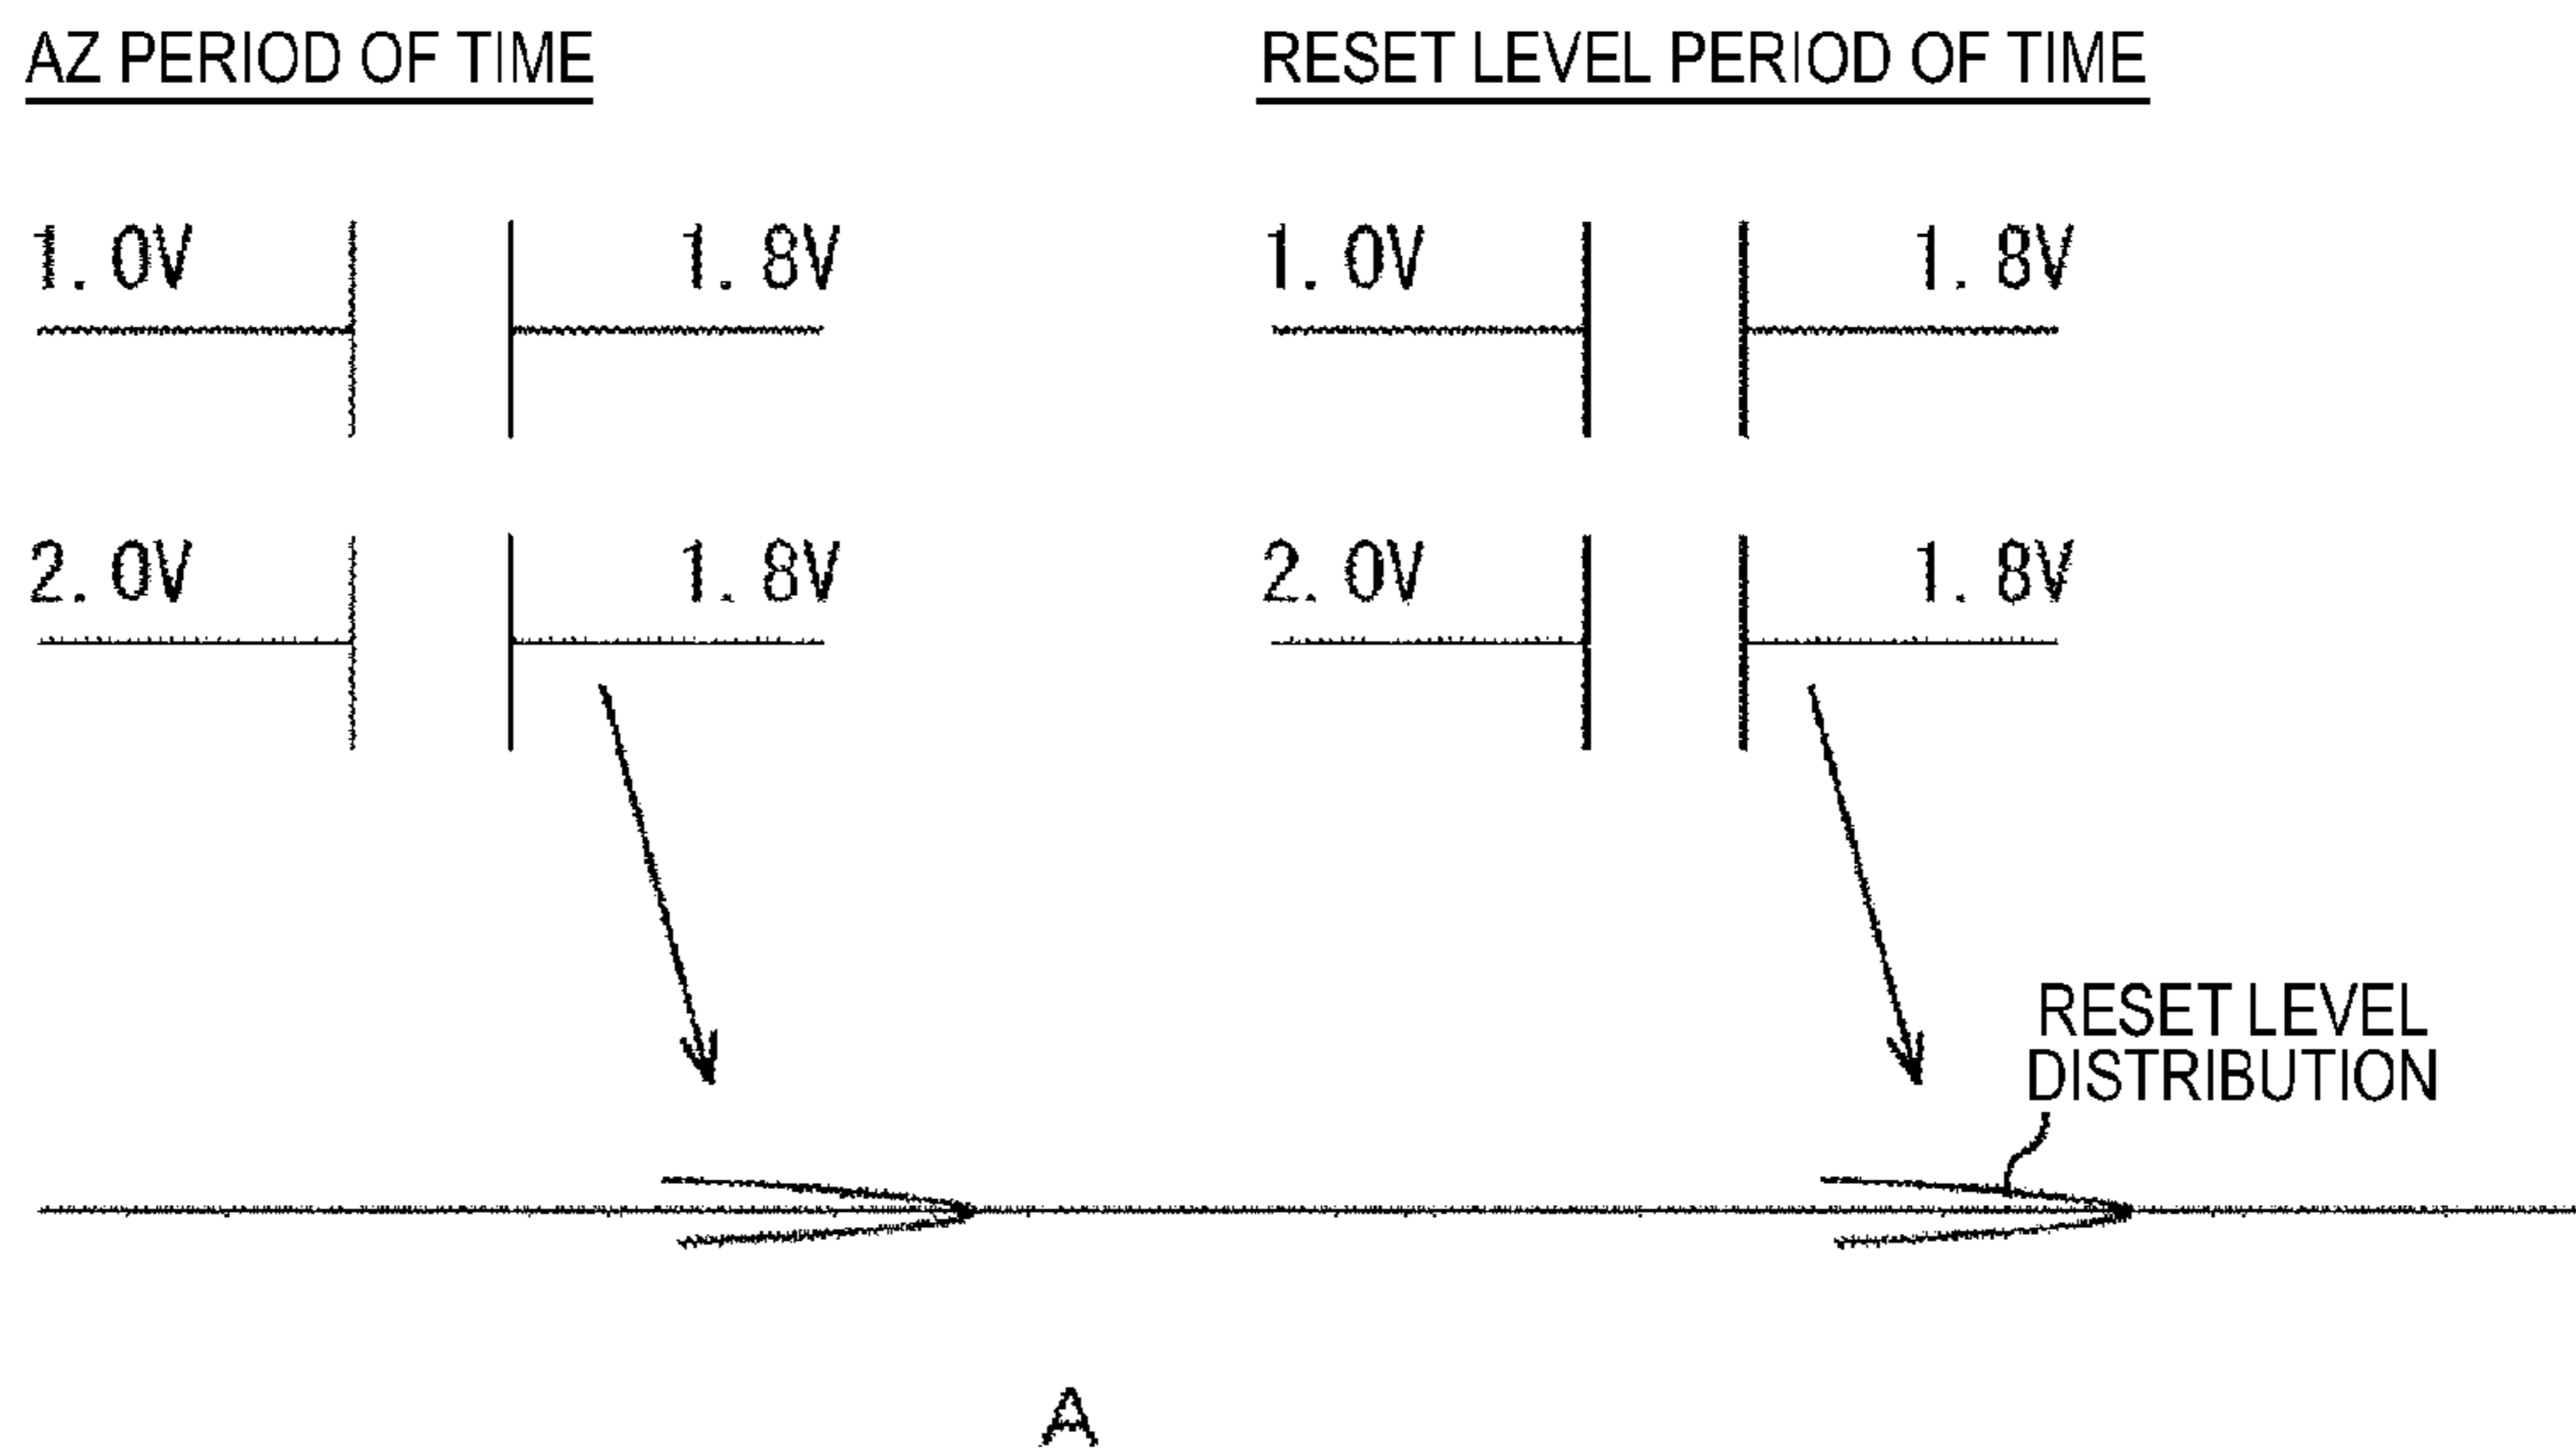 AZ PERIOD OF TIME
RESET LEVEL PERIOD OF TIME
1.0V
1.8V
1.0V
1.8V
2.0V
1.8V
2.0V
1.8V
RESET LEVEL
DISTRIBUTION
A